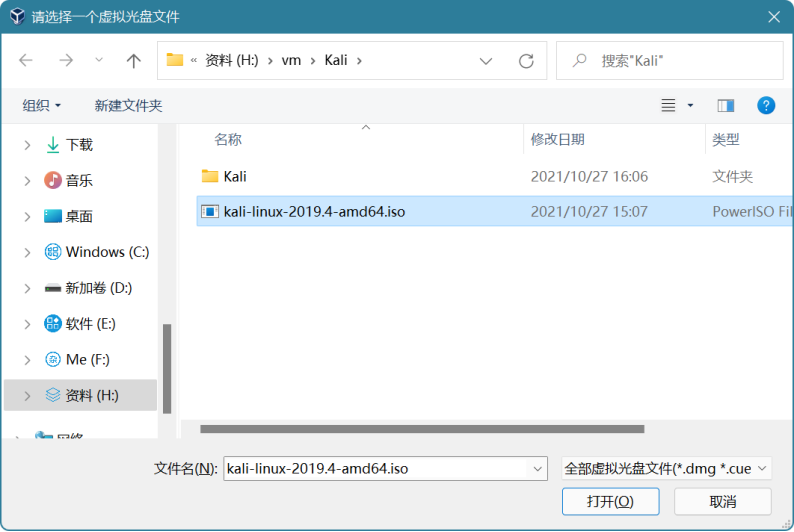 请选择一个虚拟光盘文件
« 资料 (H:) › vm › Kali ›
搜索"Kali"
组织
新建文件夹
名称
修改日期
类型
下载
音乐
桌面
Windows (C:)
新加卷 (D:)
软件 (E:)
Me (F:)
资料 (H:)
网络
Kali
2021/10/27 16:06
文件夹
kali-linux-2019.4-amd64.iso
2021/10/27 15:07
PowerISO Fil
文件名(N):
kali-linux-2019.4-amd64.iso
全部虚拟光盘文件(*.dmg *.cue
打开(O)
取消